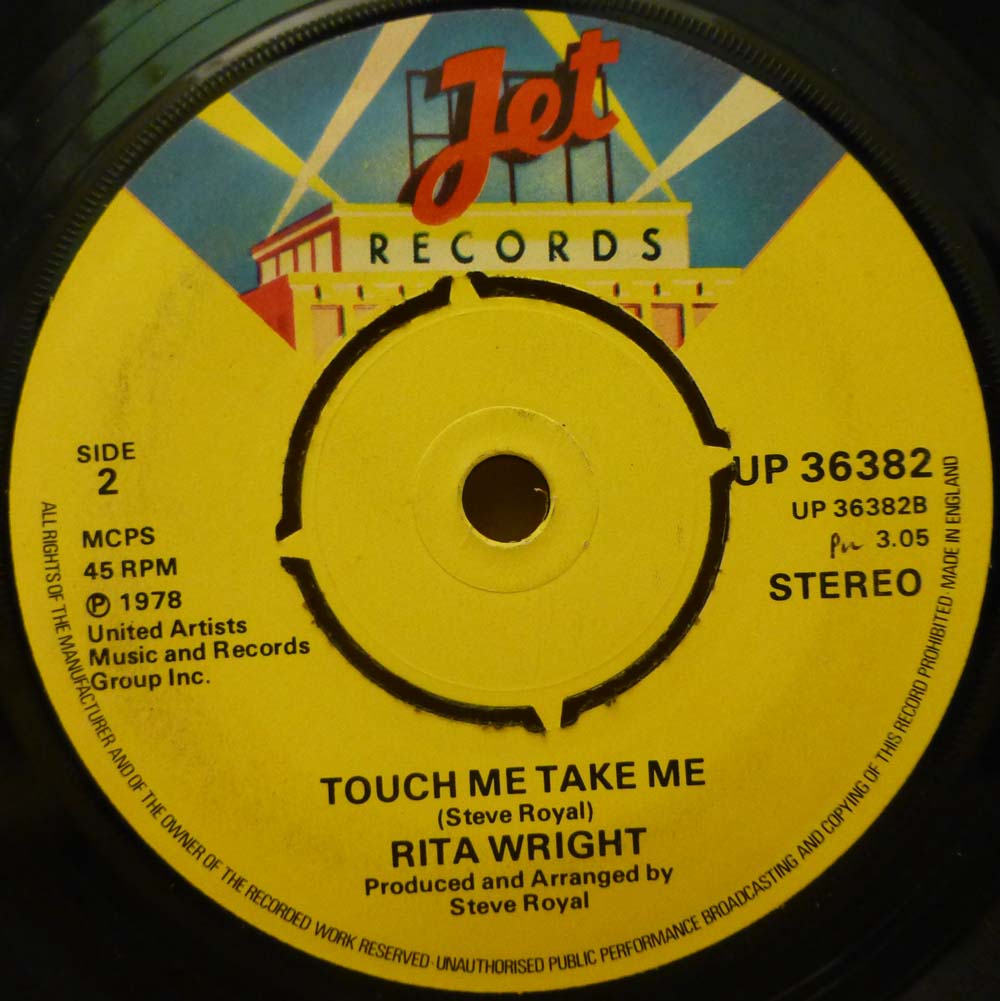 Jet
RECORDS
SIDE
2
MCPS
45 RPM
Ⓟ 1978
United Artists
Music and Records
Group Inc.
UP 36382
UP 36382B
3.05
STEREO
TOUCH ME TAKE ME
(Steve Royal)
RITA WRIGHT
Produced and Arranged by
Steve Royal
ALL RIGHTS OF THE MANUFACTURER AND OF THE OWNER OF THE RECORDED WORK RESERVED·UNAUTHORISED PUBLIC PERFORMANCE BROADCASTING AND COPYING OF THIS RECORD PROHIBITED·MADE IN ENGLAND